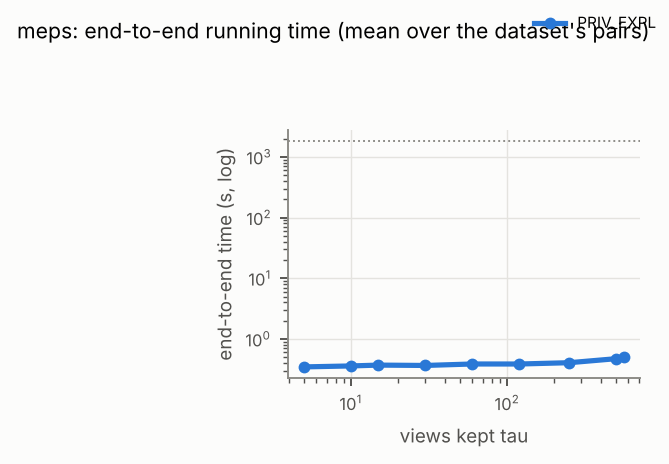 PRIV_EXRL
meps: end-to-end running time (mean over the dataset's pairs)
end-to-end time (s, log)
10³
10²
10¹
10⁰
10¹ 10²
views kept tau